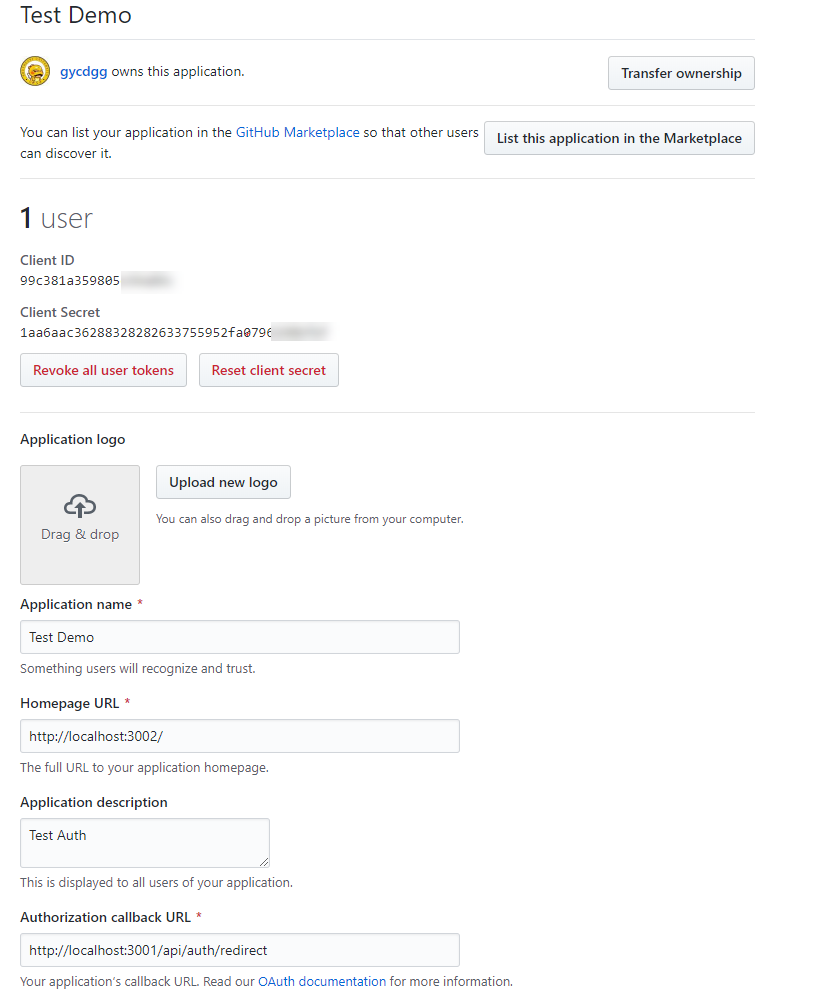 Test Demo
gycdgg owns this application.
Transfer ownership
You can list your application in the GitHub Marketplace so that other users
can discover it.
List this application in the Marketplace
1 user
Client ID
99c381a359805
Client Secret
1aa6aac36288328282633755952fa0796
Revoke all user tokens
Reset client secret
Application logo
Drag & drop
Upload new logo
You can also drag and drop a picture from your computer.
Application name *
Test Demo
Something users will recognize and trust.
Homepage URL *
http://localhost:3002/
The full URL to your application homepage.
Application description
Test Auth
This is displayed to all users of your application.
Authorization callback URL *
http://localhost:3001/api/auth/redirect
Your application’s callback URL. Read our OAuth documentation for more information.